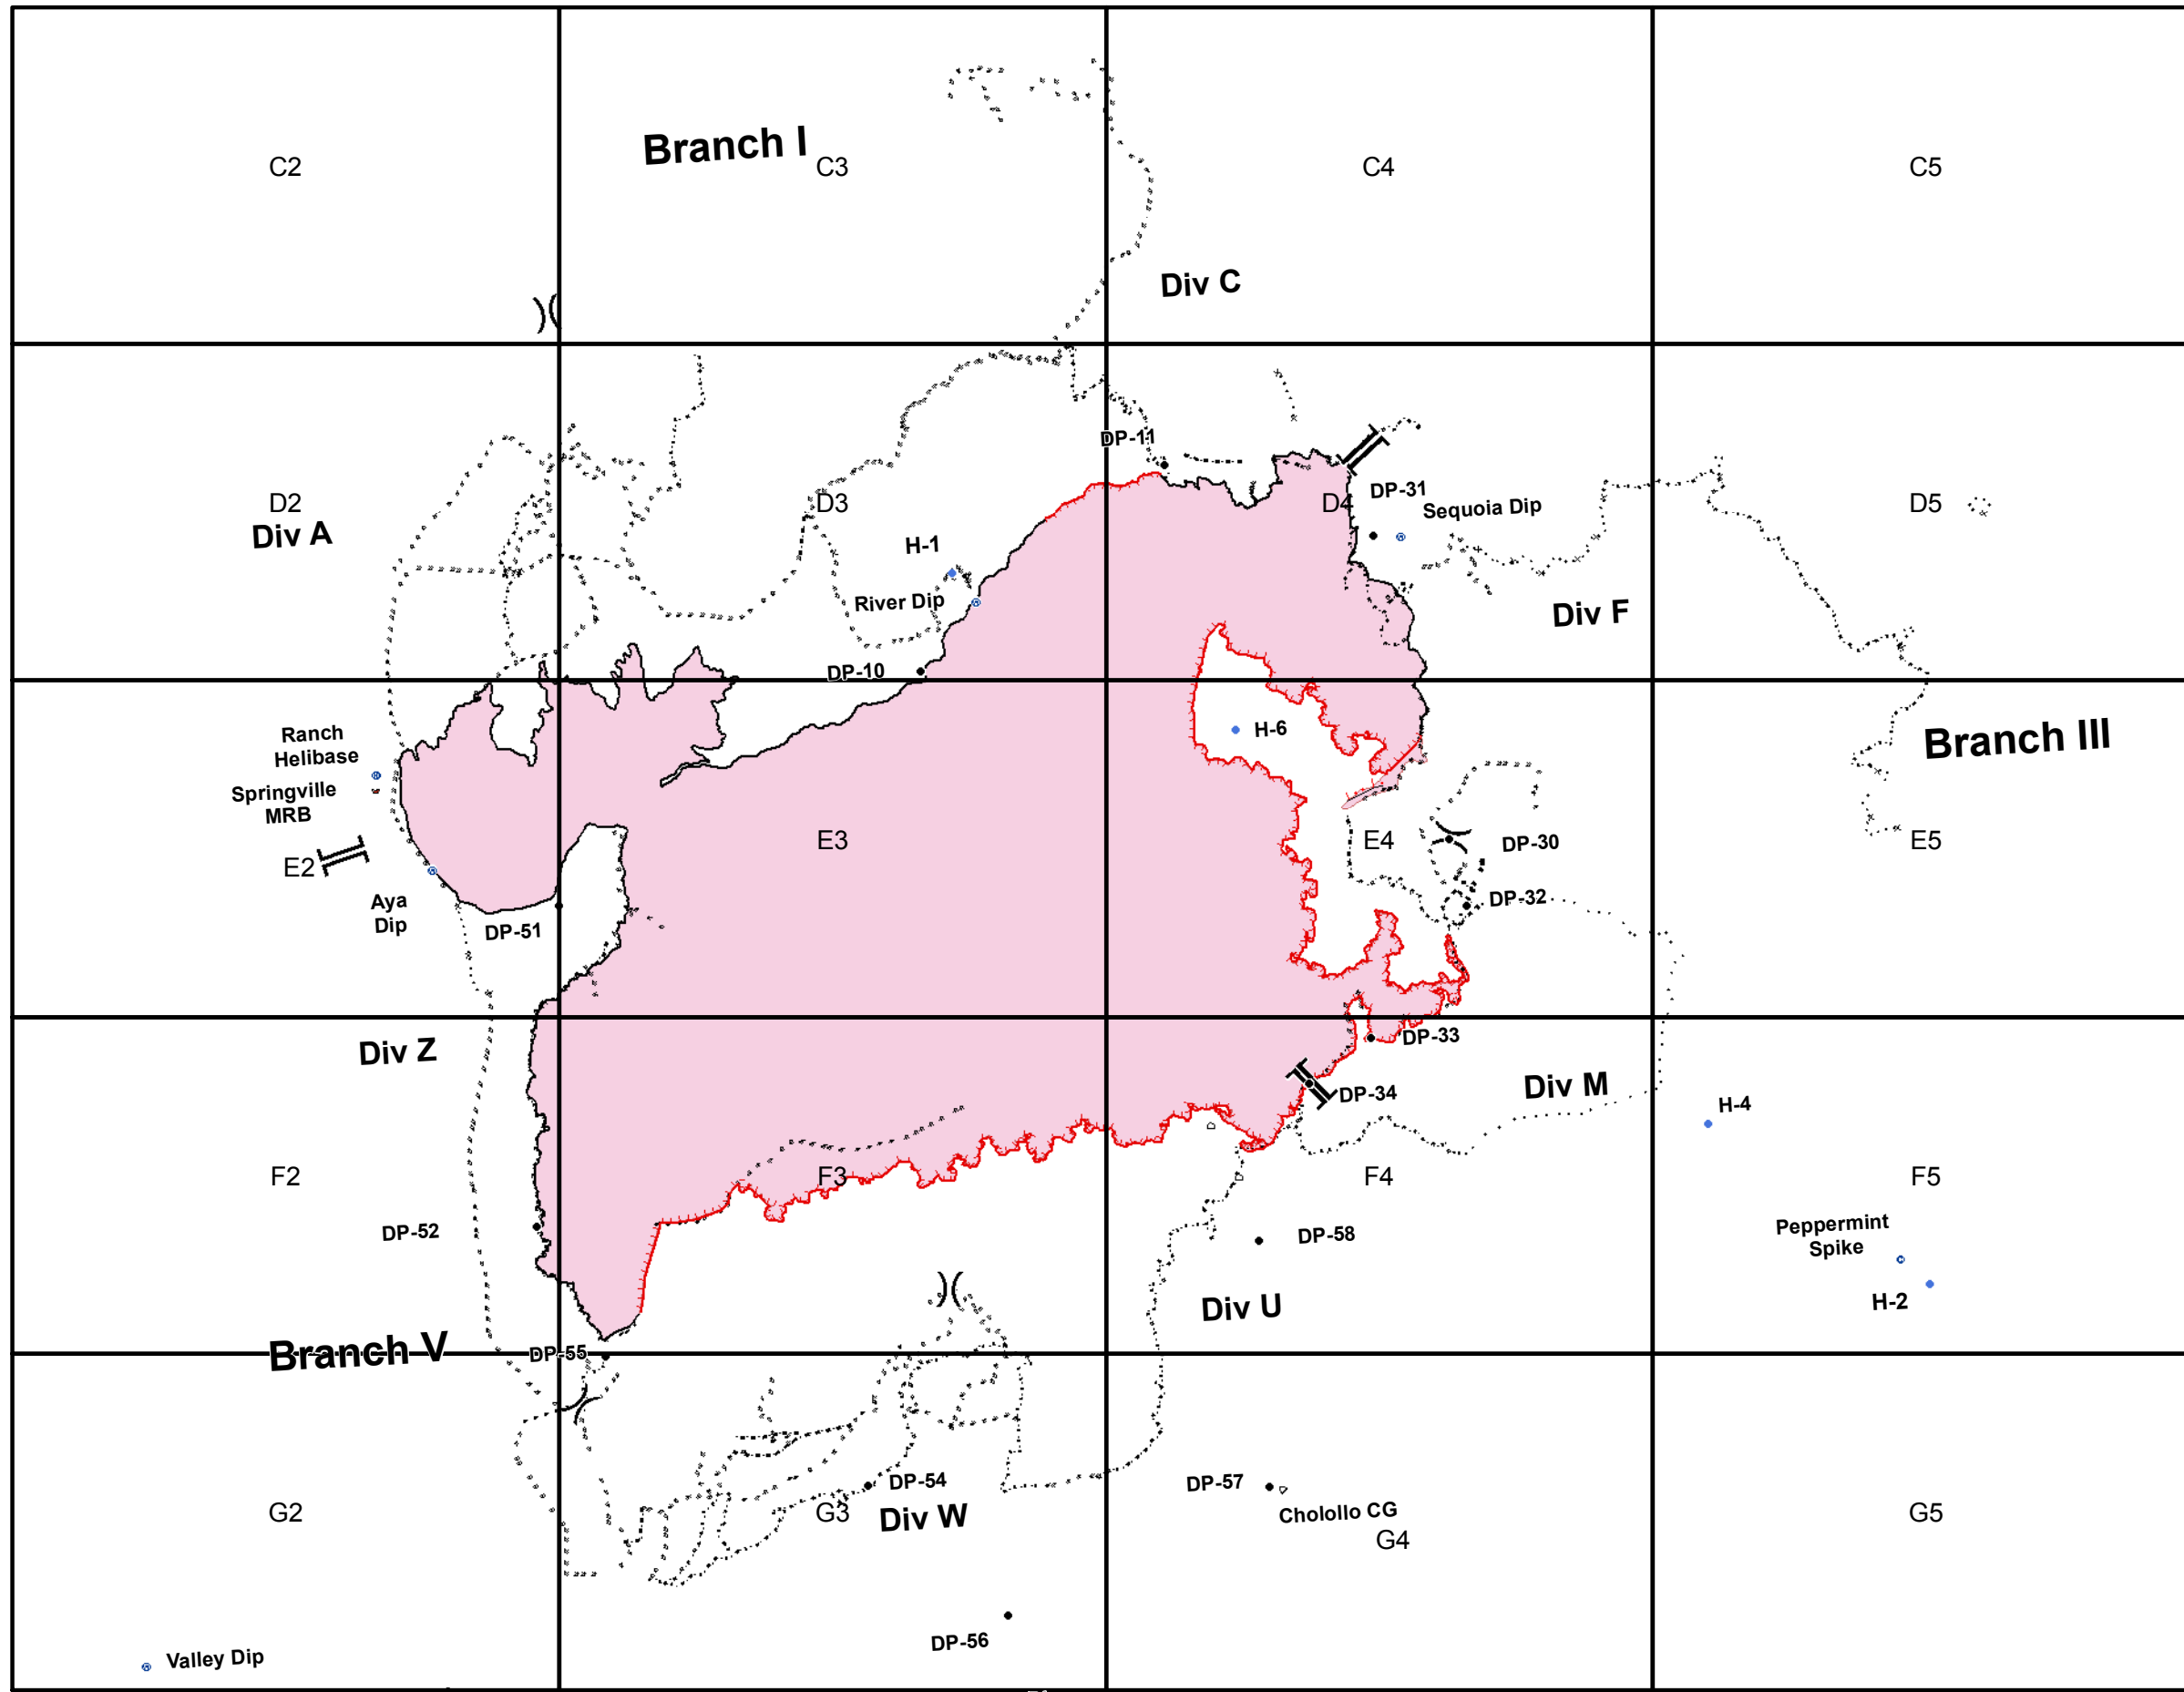 Branch I
C2
C3
C4
C5
Div C
DP-11
D2
D3
D4
DP-31
D5
Sequoia Dip
Div A
H-1
River Dip
Div F
DP-10
Ranch
Helibase
H-6
Branch III
Springville
MRB
E2
E3
E4
DP-30
E5
Aya
Dip
DP-51
DP-32
Div Z
DP-33
DP-34
Div M
H-4
F2
F3
F4
F5
DP-52
DP-58
Peppermint
Spike
Div U
H-2
Branch V
DP-55
DP-54
DP-57
G2
G3
Div W
Cholollo CG
G4
G5
DP-56
Valley Dip